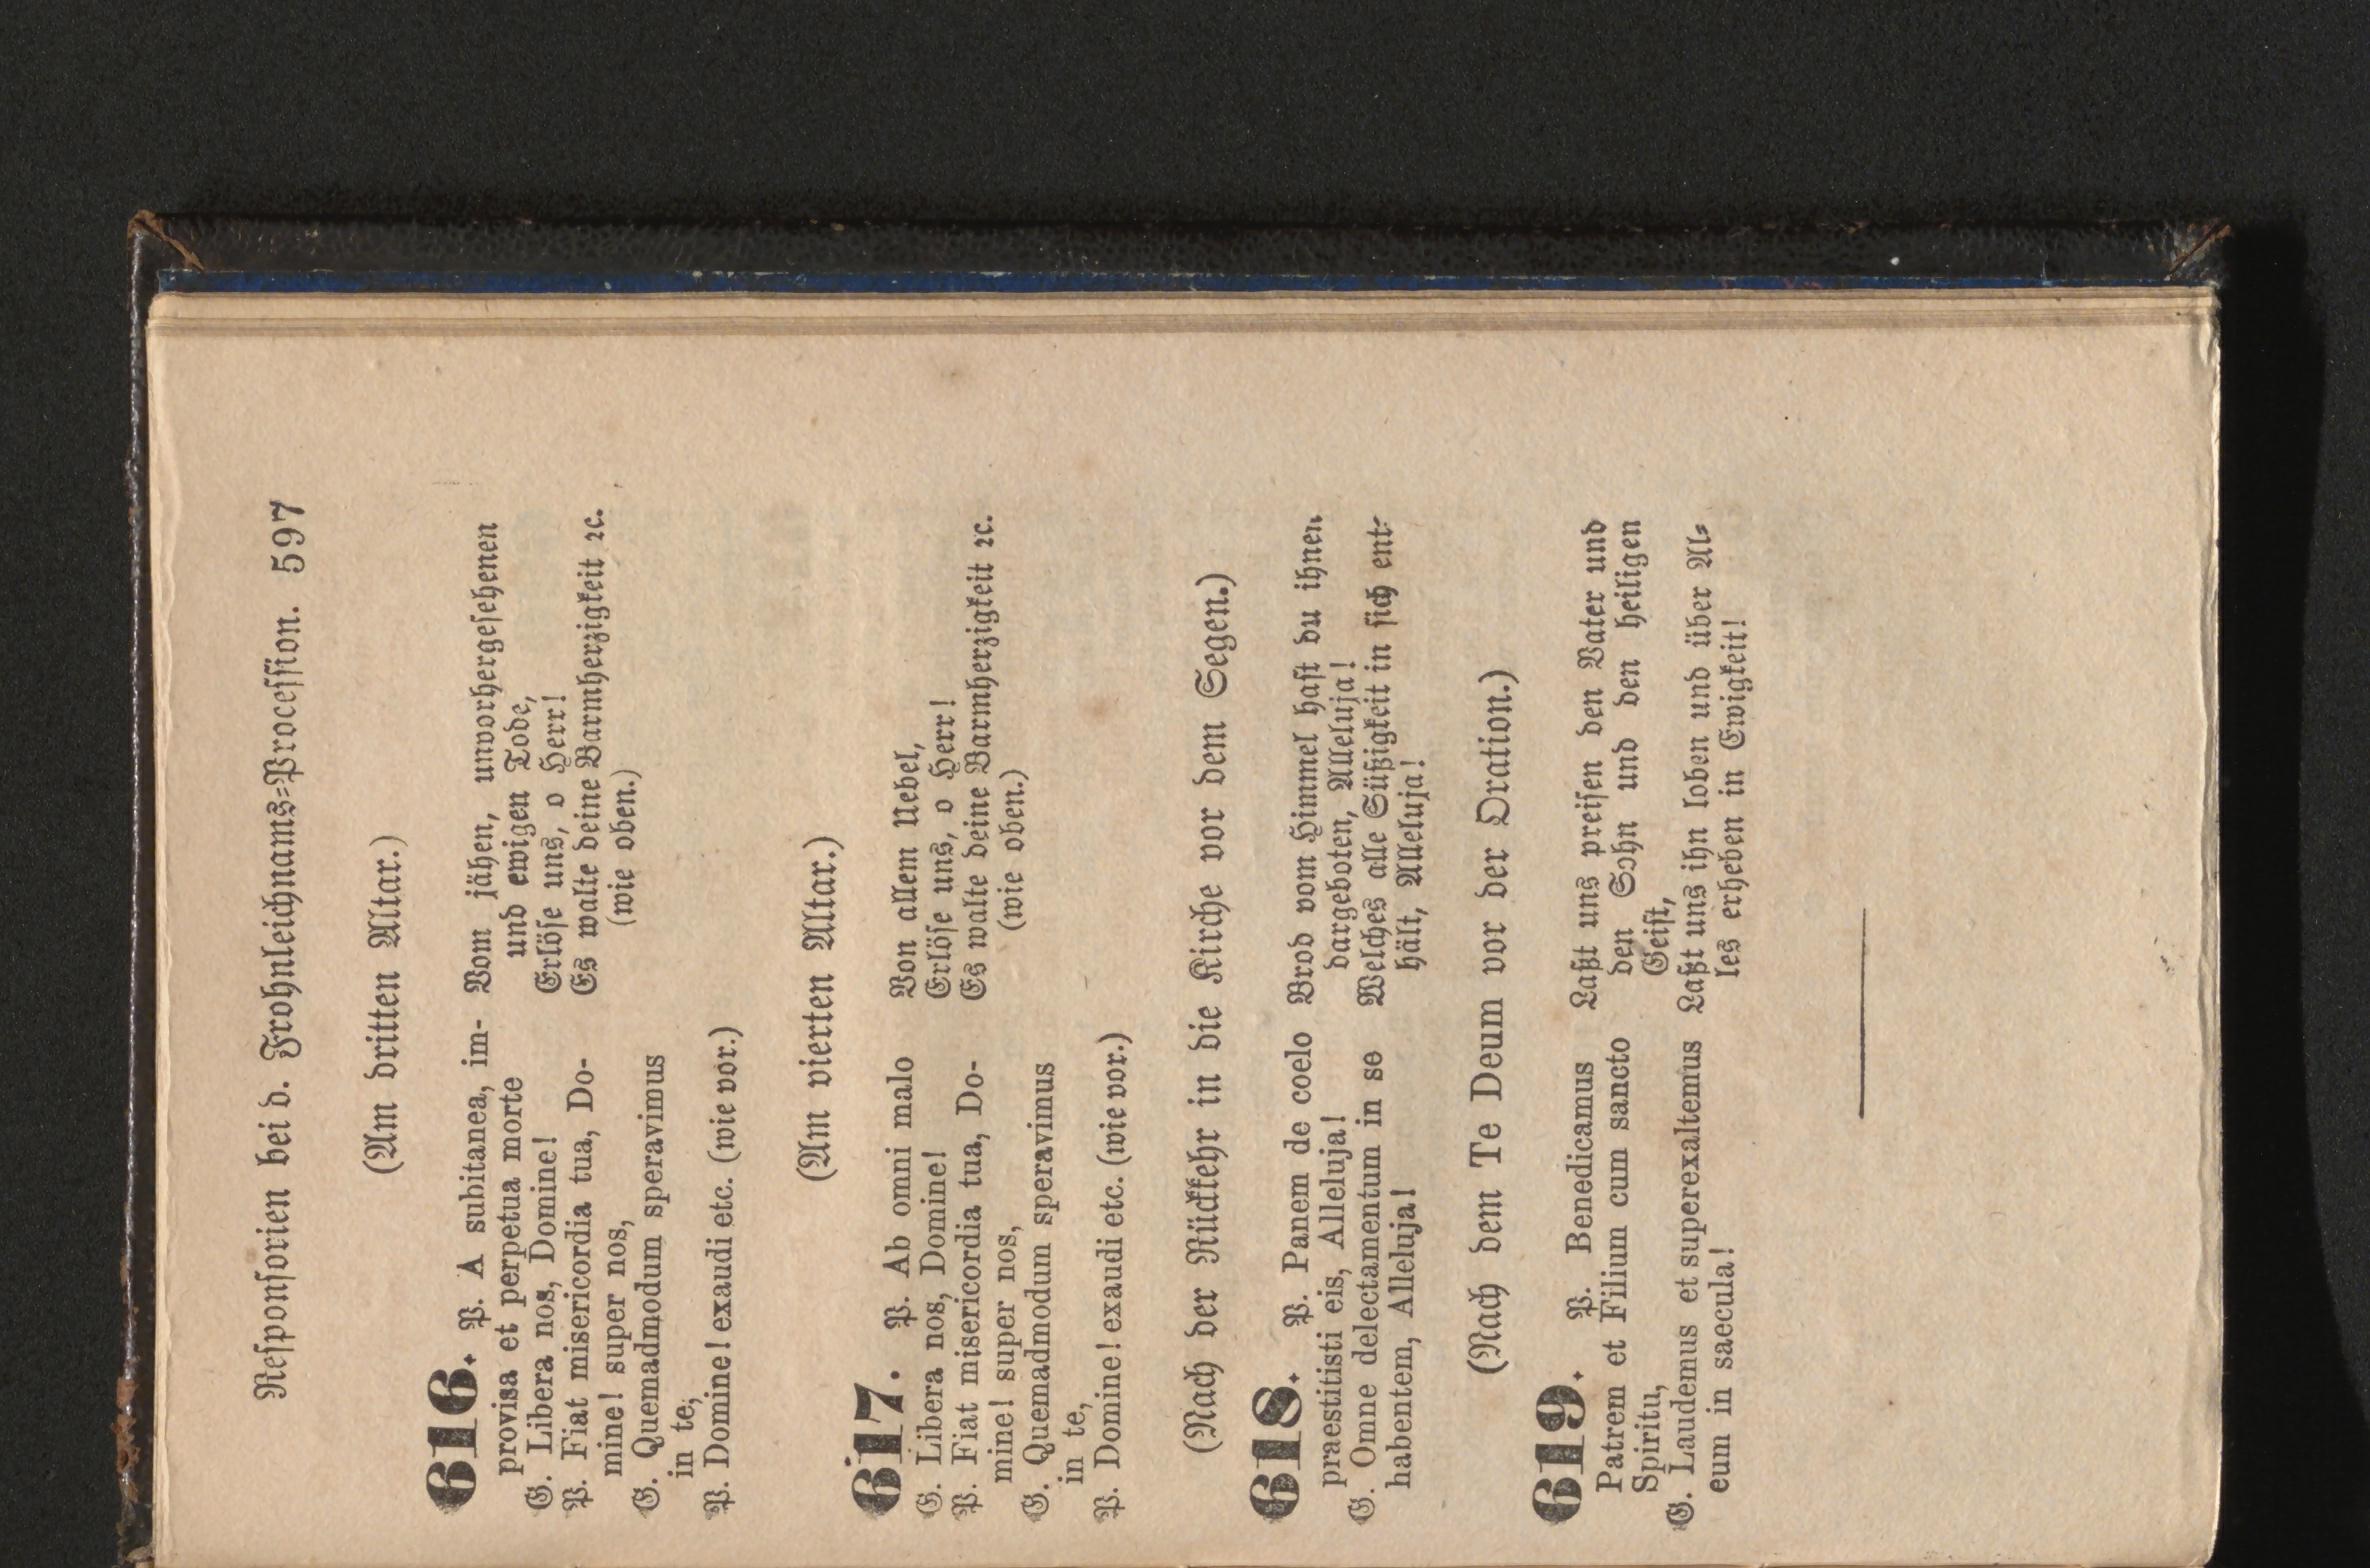 Responsorien bei d. Frohnleichnams=Procession. 597
(Am dritten Altar.)
616. P. A subitanea, im-
provisa et perpetua morte
G. Libera nos, Domine!
P. Fiat misericordia tua, Do-
mine! super nos,
G. Quemadmodum speravimus
in te,
P. Domine! exaudi etc. (wie vor.)
Vom jähen, unvorhergesehenen
und ewigen Tode,
Erlöse uns, o Herr!
Es walte deine Barmherzigkeit ꝛc.
(wie oben.)
(Am vierten Altar.)
617. P. Ab omni malo
G. Libera nos, Domine!
P. Fiat misericordia tua, Do-
mine! super nos,
G. Quemadmodum speravimus
in te,
P. Domine! exaudi etc. (wie vor.)
Von allem Uebel,
Erlöse uns, o Herr!
Es walte deine Barmherzigkeit ꝛc.
(wie oben.)
(Nach der Rückkehr in die Kirche vor dem Segen.)
618. P. Panem de coelo
praestitisti eis, Alleluja!
G. Omne delectamentum in se
habentem, Alleluja!
Brod vom Himmel hast du ihnen
dargeboten, Alleluja!
Welches alle Süßigkeit in sich ent=
hält, Alleluja!
(Nach dem Te Deum vor der Oration.)
619. P. Benedicamus
Patrem et Filium cum sancto
Spiritu,
G. Laudemus et superexaltemus
eum in saecula!
Laßt uns preisen den Vater und
den Sohn und den heiligen
Geist,
Laßt uns ihn loben und über Al=
les erheben in Ewigkeit!